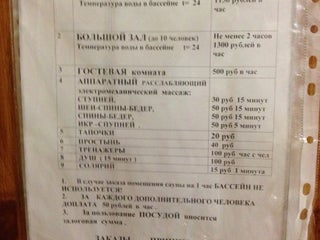 1150 рублей в
Температура воды в бассейне t= 24 час
2 БОЛЬШОЙ ЗАЛ (до 10 человек) Не менее 2 часов
Температура воды в бассейне t= 24 1300 рублей в
час
3 ГОСТЕВАЯ комната 500 руб в час
4 АППАРАТНЫЙ РАССЛАБЛЯЮЩИЙ
электромеханический массаж:
СТУПНЕЙ, 30 руб 15 минут
ШЕИ-СПИНЫ-БЕДЕР, 50 руб 15 минут
СПИНЫ-БЕДЕР, 50 руб 15 минут
ИКР -СТУПНЕЙ 50 руб 15 минут
5 ТАПОЧКИ 20 руб
6 ПРОСТЫНЬ 40 руб
7 ТРЕНАЖЕРЫ 100 руб час с чел
8 ДУШ ( 15 минут ) 100 руб
9 СОЛЯРИЙ 15 руб 1 минута
1. В случае заказа помещения сауны на 1 час БАССЕЙН НЕ
ИСПОЛЬЗУЕТСЯ!
2. ЗА КАЖДОГО ДОПОЛНИТЕЛЬНОГО ЧЕЛОВЕКА
ДОПЛАТА 50 рублей в час.
3. За пользование ПОСУДОЙ вносится
залоговая сумма .
ЗАКАЗЫ